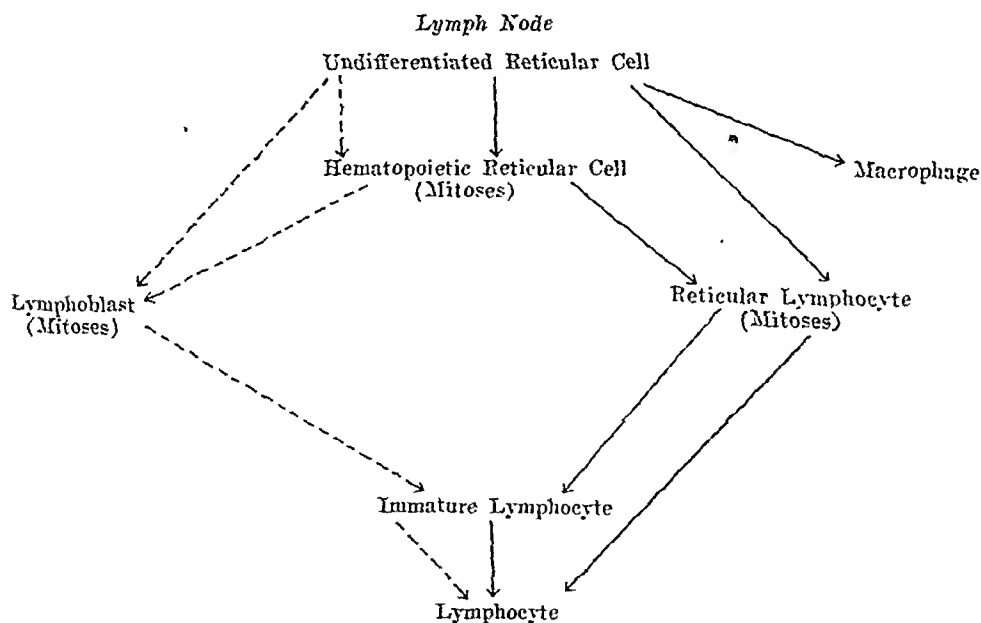 Lymph Node
Undifferentiated Reticular Cell
Hematopoietic Reticular Cell
(Mitoses)
Macrophage
Lymphoblast
(Mitoses)
Reticular Lymphocyte
(Mitoses)
Immature Lymphocyte
Lymphocyte